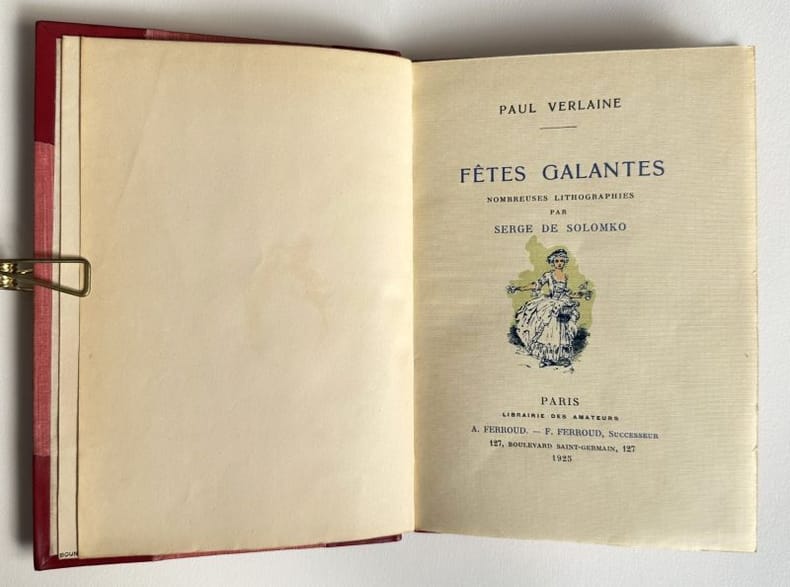 BOUN
PAUL VERLAINE
FÊTES GALANTES
NOMBREUSES LITHOGRAPHIES
PAR
SERGE DE SOLOMKO
PARIS
LIBRAIRIE DES AMATEURS
A. FERROUD. — F. FERROUD, SUCCESSEUR
127, BOULEVARD SAINT-GERMAIN, 127
1925